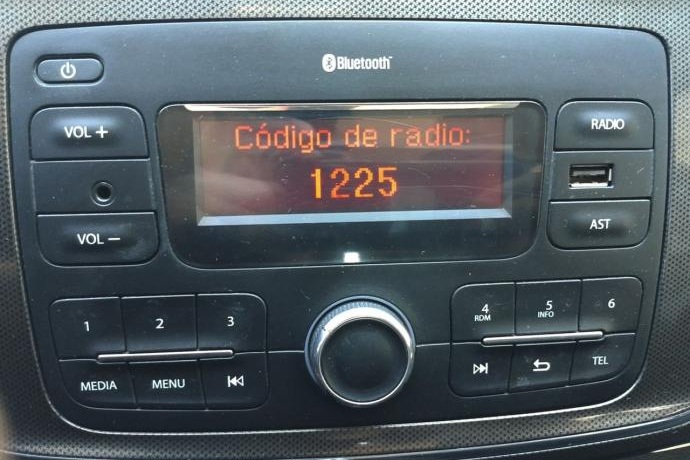 Bluetooth
VOL +
Código de radio:
1225
RADIO
VOL −
AST
1
2
3
4
RDM
5
INFO
6
MEDIA
MENU
TEL